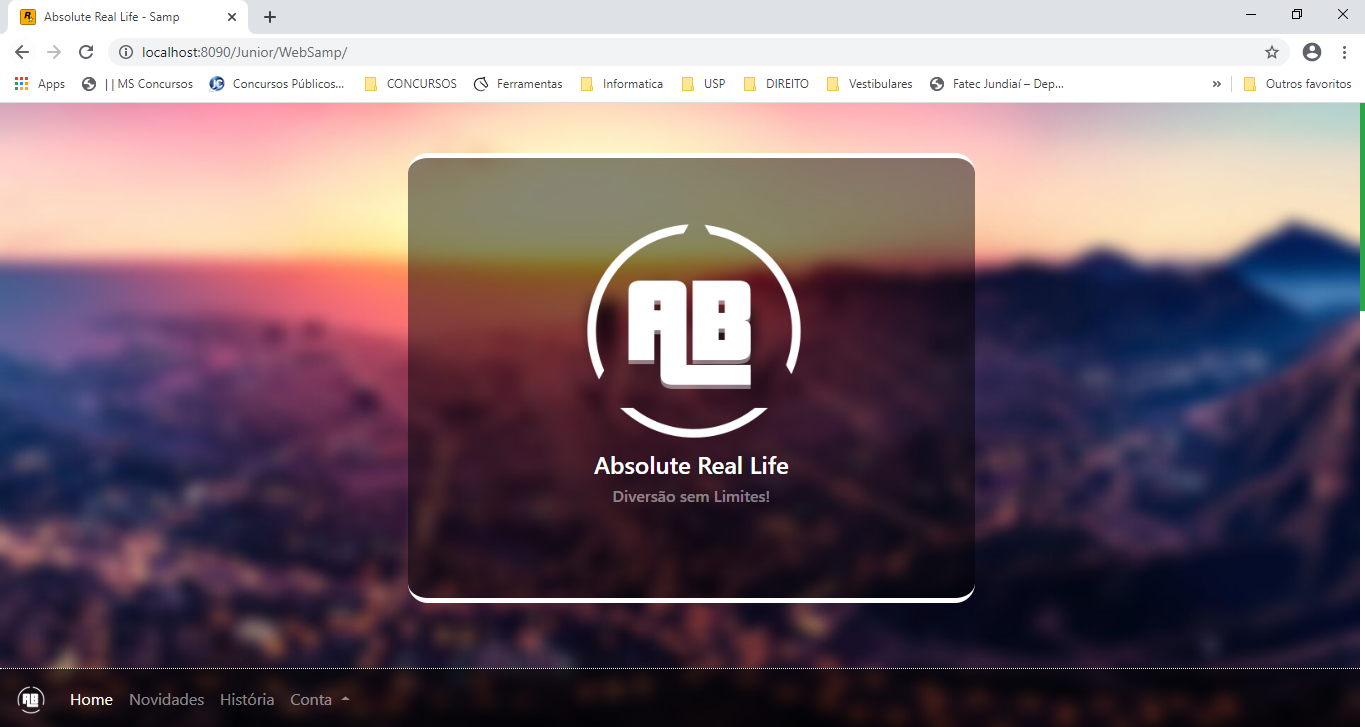 Absolute Real Life - Samp
localhost:8090/Junior/WebSamp/
Apps | | MS Concursos Concursos Públicos... CONCURSOS Ferramentas Informatica USP DIREITO Vestibulares Fatec Jundiaí – Dep... » Outros favoritos
ABL
Absolute Real Life
Diversão sem Limites!
Home Novidades História Conta